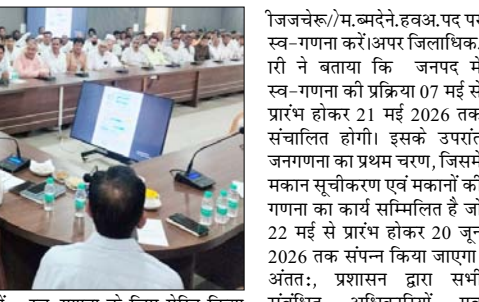 ीजजचेरू//म.ब्मदेने.हवअ.पद पर
स्व-गणना करें।अपर जिलाधिक.
ारी ने बताया कि जनपद में
स्व-गणना की प्रक्रिया 07 मई से
प्रारंभ होकर 21 मई 2026 तक
संचालित होगी। इसके उपरांत
जनगणना का प्रथम चरण, जिसमें
मकान सूचीकरण एवं मकानों की
गणना का कार्य सम्मिलित है जो
22 मई से प्रारंभ होकर 20 जून
2026 तक संपन्न किया जाएगा।
अंततः, प्रशासन द्वारा सभी